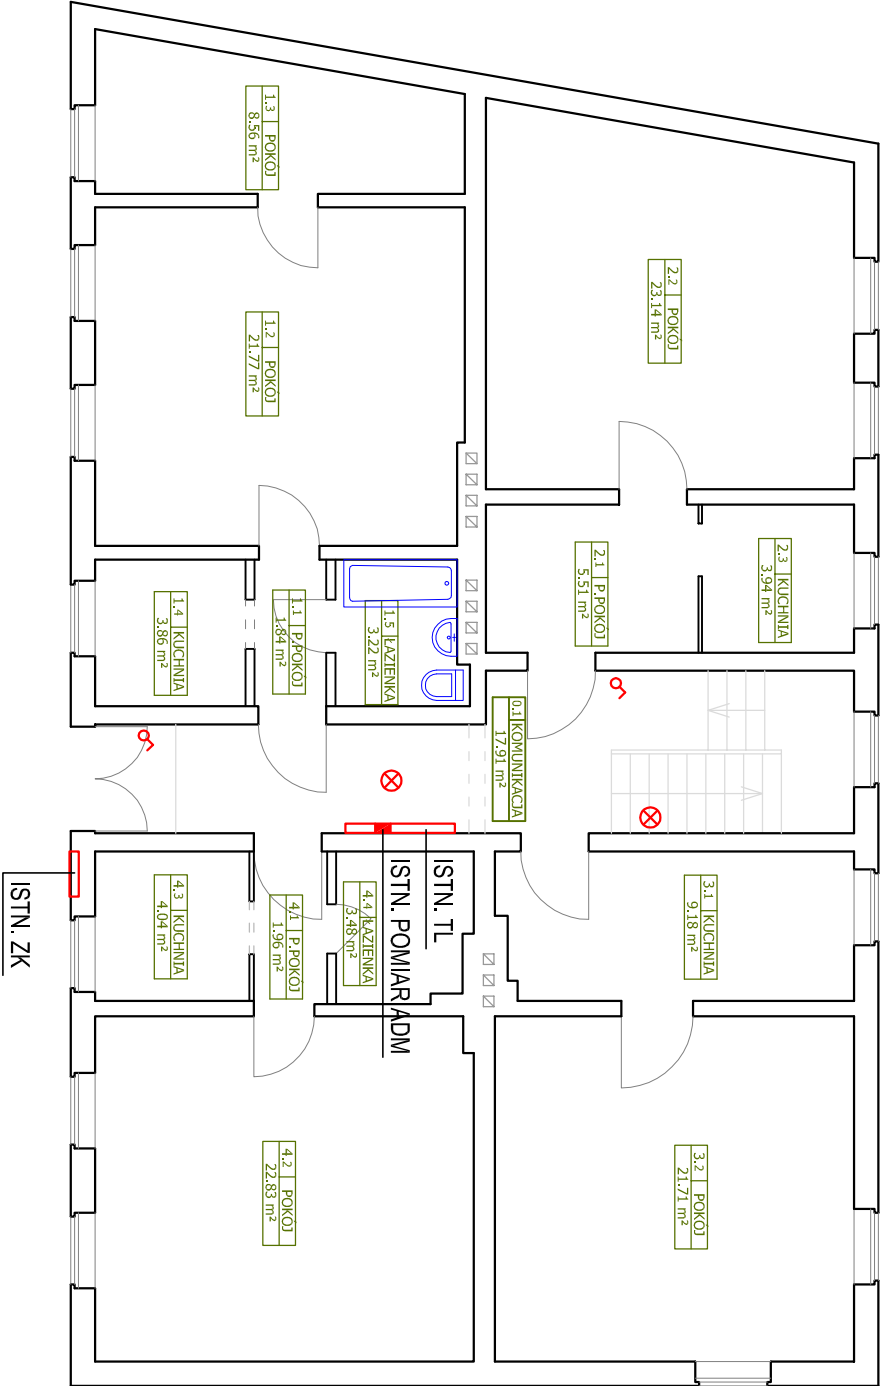 1.3 POKÓJ
8.56 m²
2.2 POKÓJ
23.14 m²
1.2 POKÓJ
21.77 m²
2.3 KUCHNIA
3.94 m²
2.1 P.POKÓJ
5.51 m²
1.5 ŁAZIENKA
3.22 m²
1.1 P.POKÓJ
1.84 m²
1.4 KUCHNIA
3.86 m²
0.1 KOMUNIKACJA
17.91 m²
ISTN. TL
ISTN. POMIAR ADM
ISTN. ZK
3.1 KUCHNIA
9.18 m²
4.4 ŁAZIENKA
3.48 m²
4.1 P.POKÓJ
1.96 m²
4.3 KUCHNIA
4.04 m²
3.2 POKÓJ
21.71 m²
4.2 POKÓJ
22.83 m²